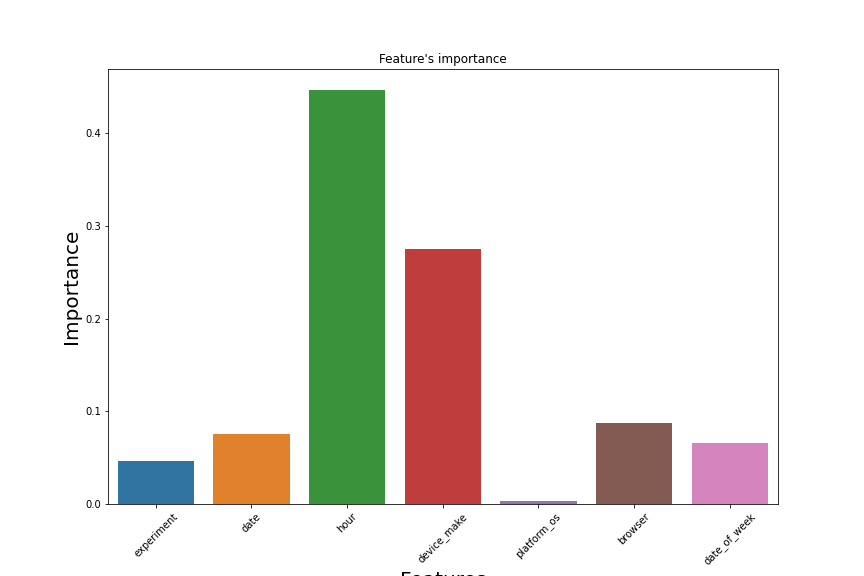 Feature's importance
Importance
0.4
0.3
0.2
0.1
0.0
experiment
date
hour
device_make
platform_os
browser
date_of_week
Features